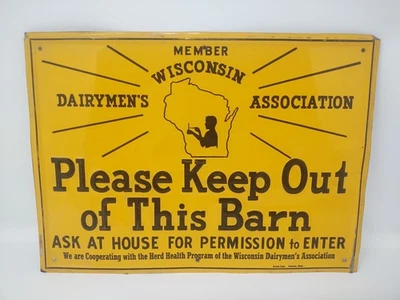 MEMBER
WISCONSIN
DAIRYMEN'S ASSOCIATION
Please Keep Out
of This Barn
ASK AT HOUSE FOR PERMISSION to ENTER
We are Cooperating with the Herd Health Program of the Wisconsin Dairymen's Association